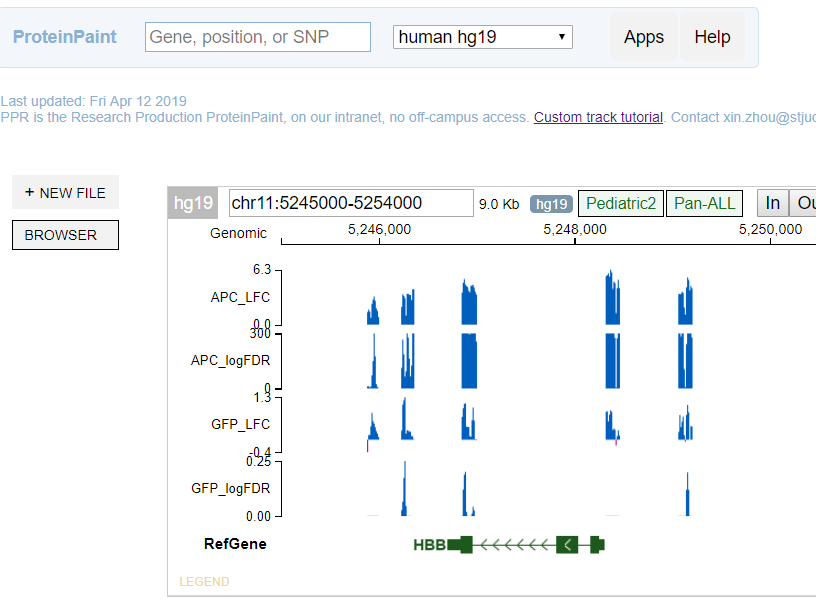 ProteinPaint Gene, position, or SNP human hg19 Apps Help
Last updated: Fri Apr 12 2019
PPR is the Research Production ProteinPaint, on our intranet, no off-campus access. Custom track tutorial. Contact xin.zhou@stjud
+ NEW FILE
BROWSER
hg19 chr11:5245000-5254000 9.0 Kb hg19 Pediatric2 Pan-ALL In Ou
Genomic 5,246,000 5,248,000 5,250,000
6.3
APC_LFC
0.0
300
APC_logFDR
0
1.3
GFP_LFC
-0.4
0.25
GFP_logFDR
0.00
RefGene HBB
LEGEND